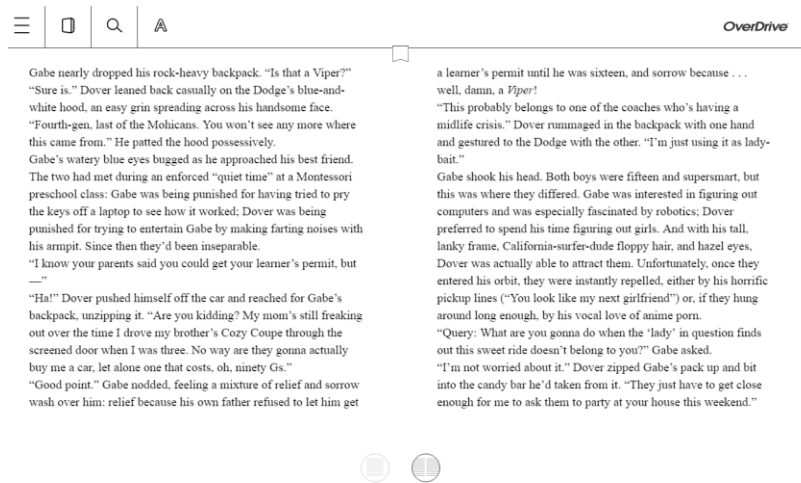 OverDrive
Gabe nearly dropped his rock-heavy backpack. “Is that a Viper?”
“Sure is.” Dover leaned back casually on the Dodge’s blue-and-
white hood, an easy grin spreading across his handsome face.
“Fourth-gen, last of the Mohicans. You won’t see any more where
this came from.” He patted the hood possessively.
Gabe’s watery blue eyes bugged as he approached his best friend.
The two had met during an enforced “quiet time” at a Montessori
preschool class: Gabe was being punished for having tried to pry
the keys off a laptop to see how it worked; Dover was being
punished for trying to entertain Gabe by making farting noises with
his armpit. Since then they’d been inseparable.
“I know your parents said you could get your learner’s permit, but
—”
“Ha!” Dover pushed himself off the car and reached for Gabe’s
backpack, unzipping it. “Are you kidding? My mom’s still freaking
out over the time I drove my brother’s Cozy Coupe through the
screened door when I was three. No way are they gonna actually
buy me a car, let alone one that costs, oh, ninety Gs.”
“Good point.” Gabe nodded, feeling a mixture of relief and sorrow
wash over him: relief because his own father refused to let him get
a learner’s permit until he was sixteen, and sorrow because . . .
well, damn, a Viper!
“This probably belongs to one of the coaches who’s having a
midlife crisis.” Dover rummaged in the backpack with one hand
and gestured to the Dodge with the other. “I’m just using it as lady-
bait.”
Gabe shook his head. Both boys were fifteen and supersmart, but
this was where they differed. Gabe was interested in figuring out
computers and was especially fascinated by robotics; Dover
preferred to spend his time figuring out girls. And with his tall,
lanky frame, California-surfer-dude floppy hair, and hazel eyes,
Dover was actually able to attract them. Unfortunately, once they
entered his orbit, they were instantly repelled, either by his horrific
pickup lines (“You look like my next girlfriend”) or, if they hung
around long enough, by his vocal love of anime porn.
“Query: What are you gonna do when the ‘lady’ in question finds
out this sweet ride doesn’t belong to you?” Gabe asked.
“I’m not worried about it.” Dover zipped Gabe’s pack up and bit
into the candy bar he’d taken from it. “They just have to get close
enough for me to ask them to party at your house this weekend.”